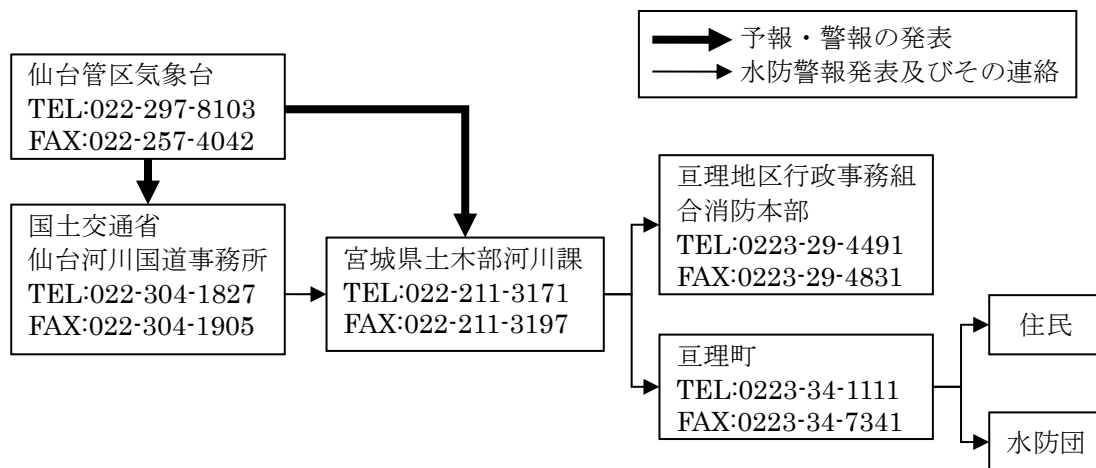 予報・警報の発表
水防警報発表及びその連絡
仙台管区気象台
TEL:022-297-8103
FAX:022-257-4042
国土交通省
仙台河川国道事務所
TEL:022-304-1827
FAX:022-304-1905
宮城県土木部河川課
TEL:022-211-3171
FAX:022-211-3197
亘理地区行政事務組
合消防本部
TEL:0223-29-4491
FAX:0223-29-4831
亘理町
TEL:0223-34-1111
FAX:0223-34-7341
住民
水防団